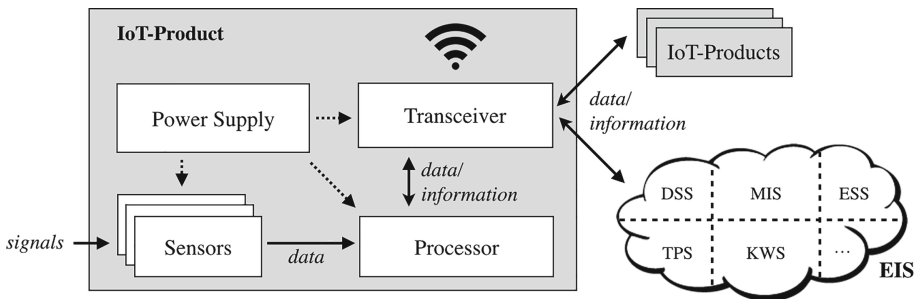 IoT-Product
IoT-Products
Power Supply
Transceiver
data/
information
data/
information
DSS
MIS
ESS
signals
Sensors
data
Processor
TPS
KWS
...
EIS